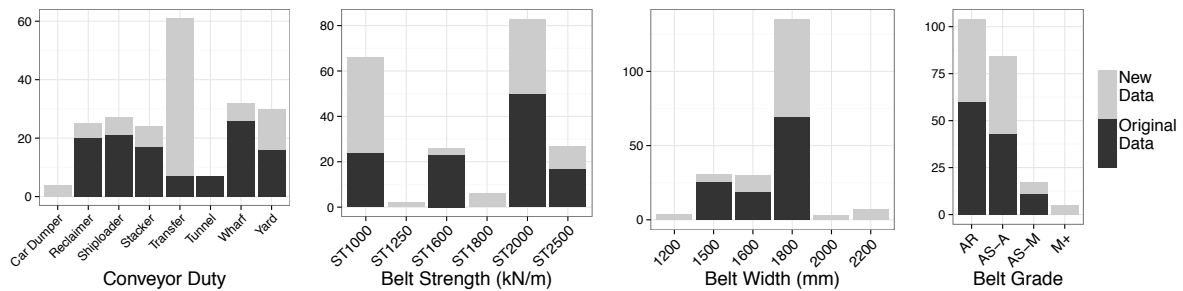 60
40
20
0
Car Dumper
Reclaimer
Shiploader
Stacker
Transfer
Tunnel
Wharf
Yard
Conveyor Duty
80
60
40
20
0
ST1000
ST1250
ST1600
ST1800
ST2000
ST2500
Belt Strength (kN/m)
100
50
0
1200
1500
1600
1800
2000
2200
Belt Width (mm)
100
75
50
25
0
AR
AS−A
AS−M
M+
Belt Grade
New
Data
Original
Data